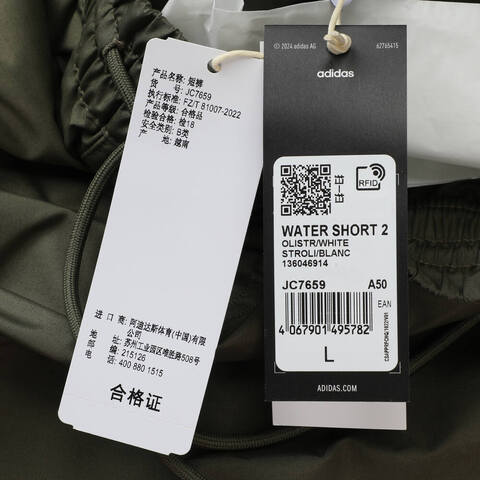 产品名称: 短裤
货 号: JC7659
执行标准: FZ/T 81007-2022
产品等级: 合格品
检验合格: 检18
安全类别: B类
产 地: 越南
进 口 商: 阿迪达斯体育(中国)有限公司
地 址: 苏州工业园区唯胜路508号
邮 编: 215126
电 话: 400 880 1515
合格证
© 2024 adidas AG
62765415
adidas
RFID
WATER SHORT 2
OLISTR/WHITE
STROLI/BLANC
136046914
JC7659 A50
EAN
4 067901 495782
L
ADIDAS.COM